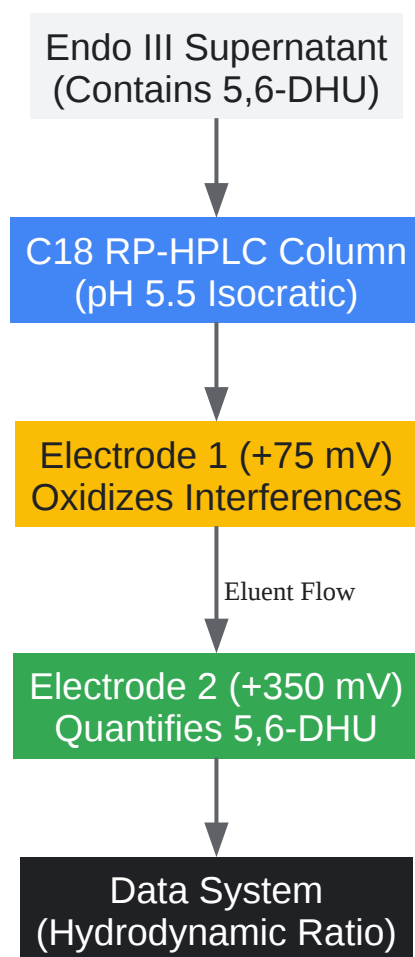 Endo III Supernatant
(Contains 5,6-DHU)
C18 RP-HPLC Column
(pH 5.5 Isocratic)
Electrode 1 (+75 mV)
Oxidizes Interferences
Eluent Flow
Electrode 2 (+350 mV)
Quantifies 5,6-DHU
Data System
(Hydrodynamic Ratio)